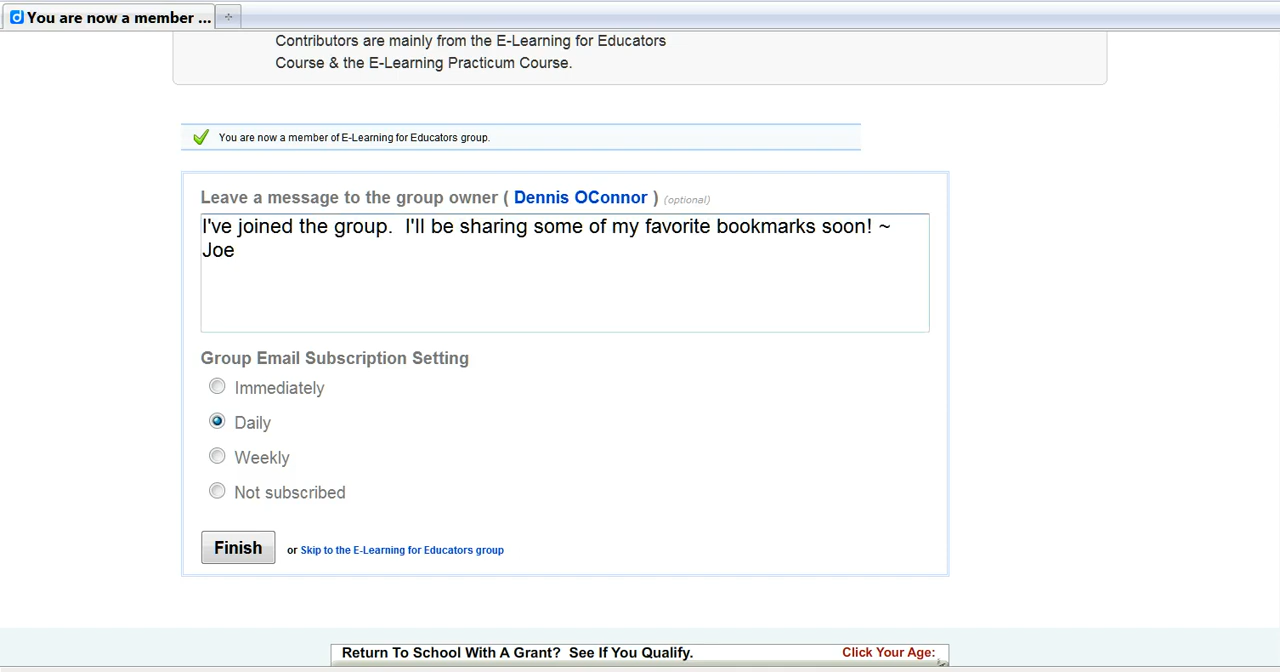 You are now a member ...
Contributors are mainly from the E-Learning for Educators
Course & the E-Learning Practicum Course.
You are now a member of E-Learning for Educators group.
Leave a message to the group owner ( Dennis OConnor ) (optional)
I've joined the group.  I'll be sharing some of my favorite bookmarks soon! ~
Joe
Group Email Subscription Setting
Immediately
Daily
Weekly
Not subscribed
Finish or Skip to the E-Learning for Educators group
Return To School With A Grant?  See If You Qualify. Click Your Age: